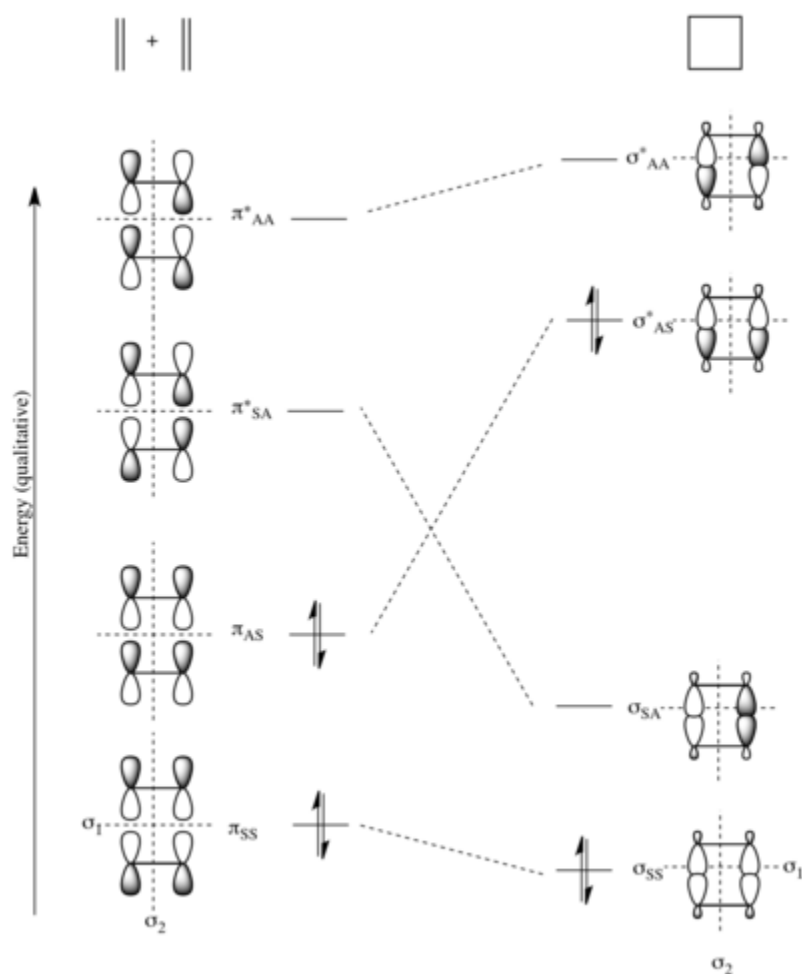 +
π*AA
σ*AA
σ*AS
π*SA
Energy (qualitative)
πAS
σSA
σ1
πSS
σSS
σ1
σ2
σ2